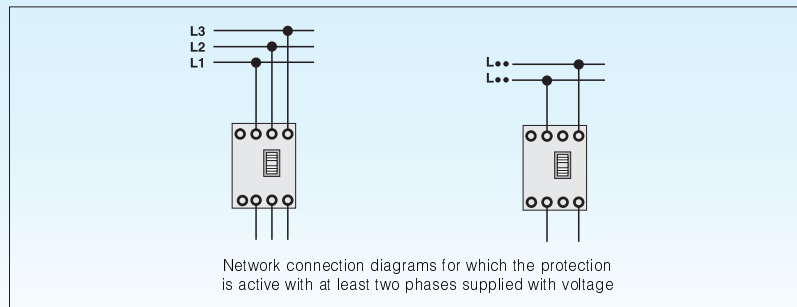 L3
L2
L1
L••
L••
Network connection diagrams for which the protection
is active with at least two phases supplied with voltage